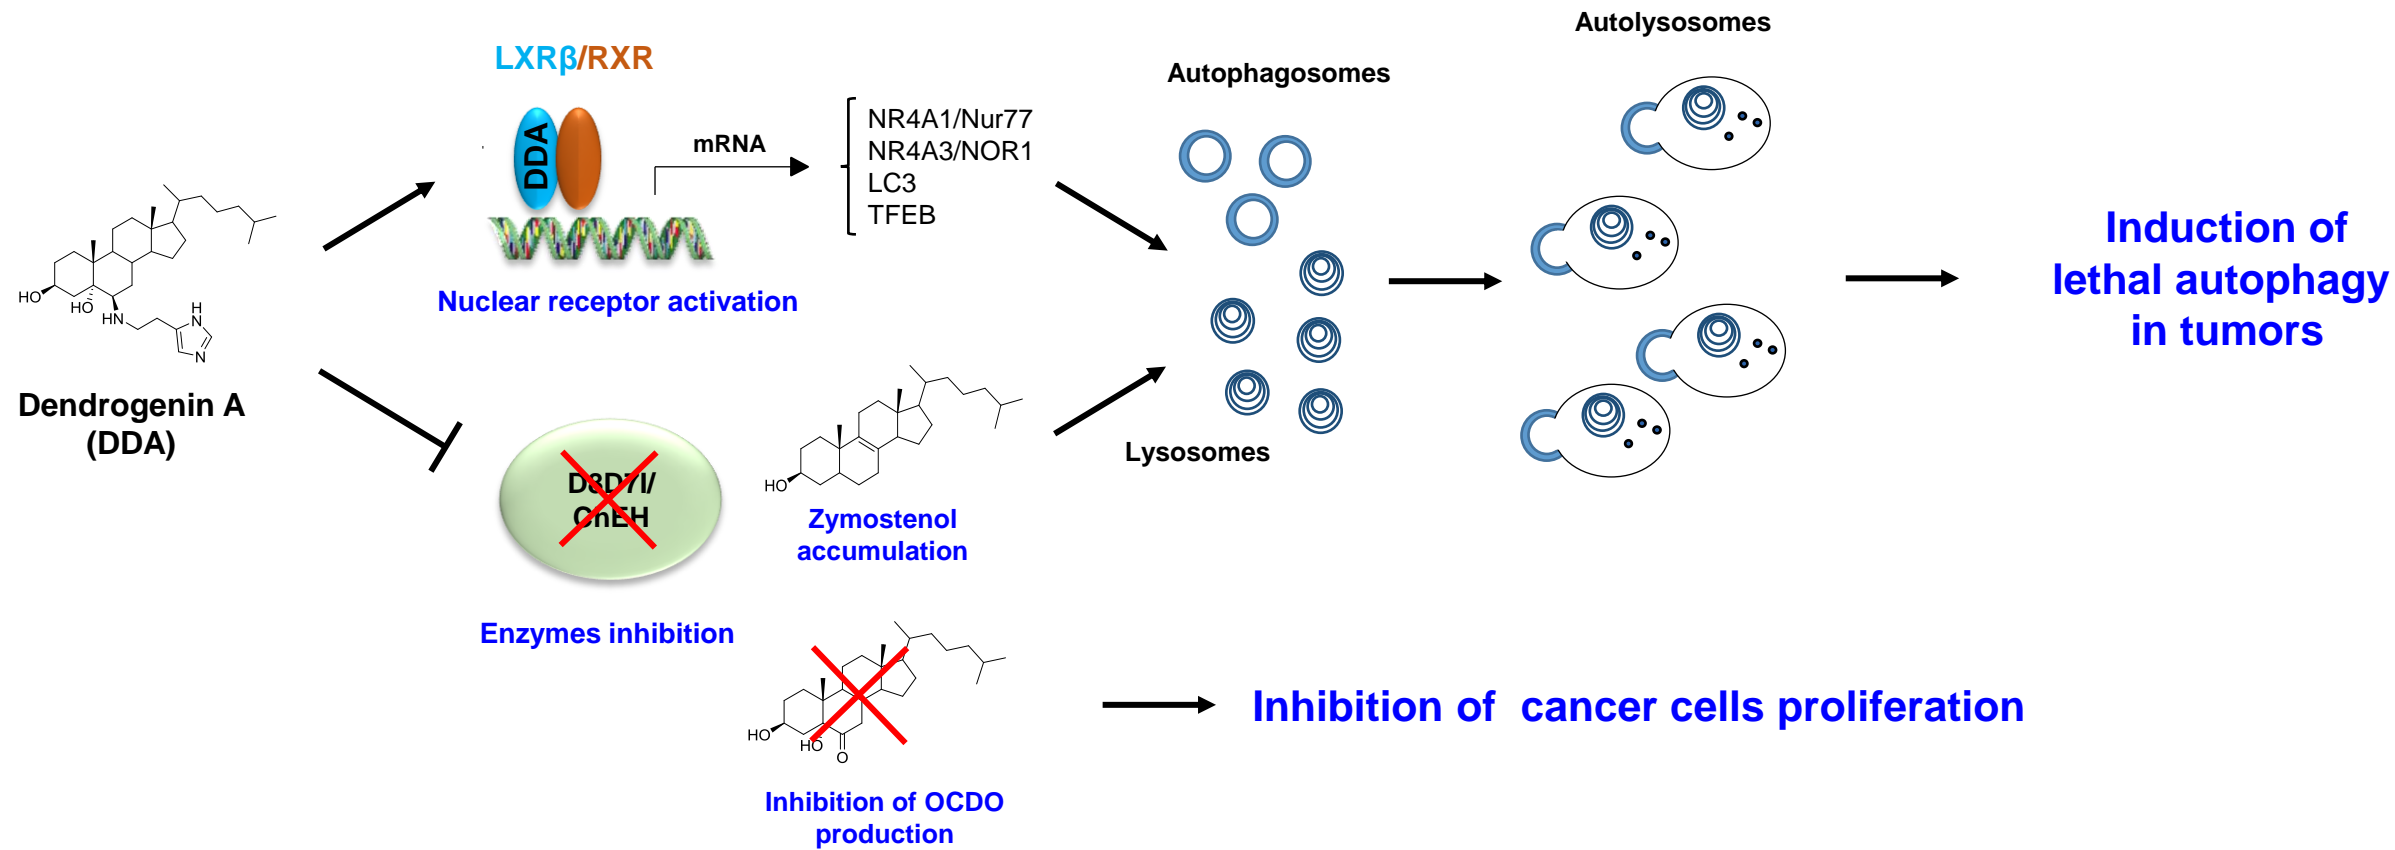 Autolysosomes
LXRβ/RXR
Autophagosomes
DDA
mRNA
NR4A1/Nur77
NR4A3/NOR1
LC3
TFEB
Nuclear receptor activation
HO
HO
HN
NH
N
Dendrogenin A
(DDA)
Induction of
lethal autophagy
in tumors
Lysosomes
D8D7I/
ChEH
HO
Zymostenol
accumulation
Enzymes inhibition
HO
HO
O
Inhibition of OCDO
production
Inhibition of cancer cells proliferation